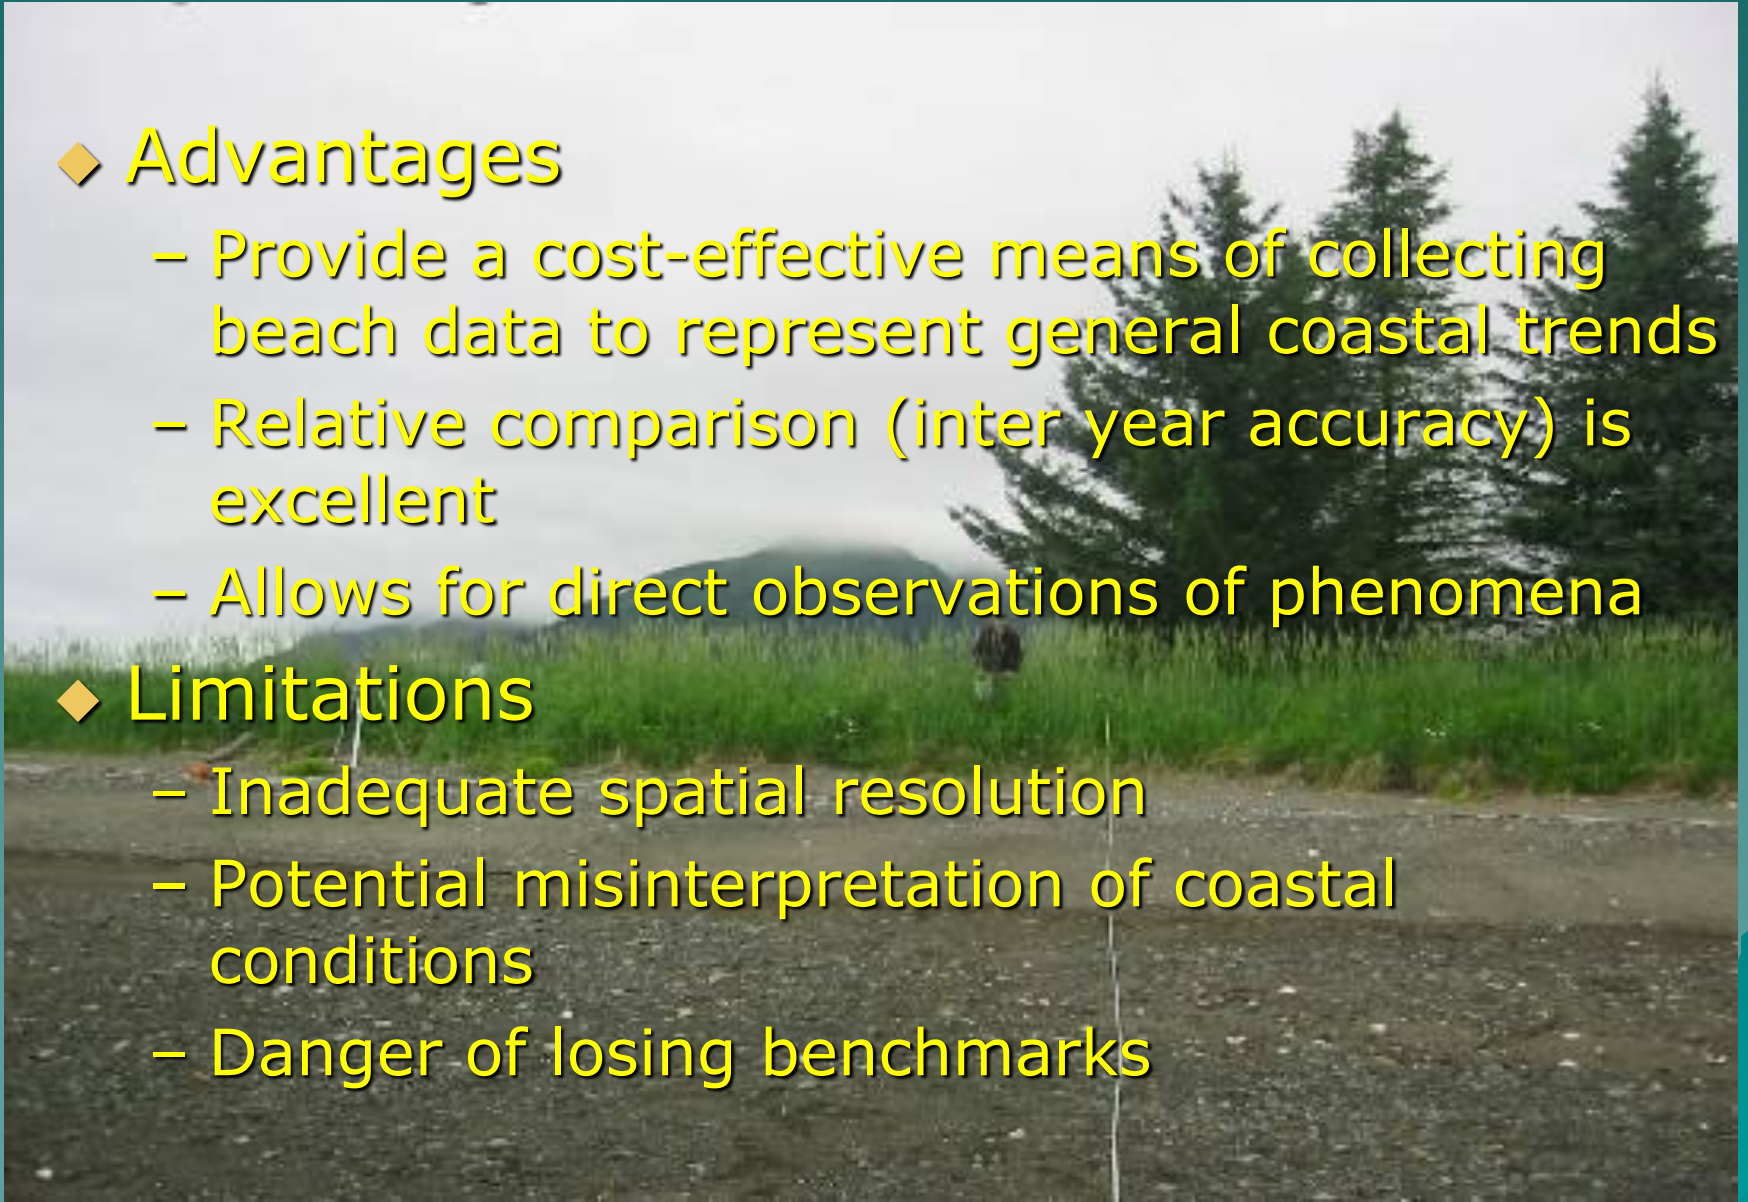 Advantages
– Provide a cost-effective means of collecting
beach data to represent general coastal trends
– Relative comparison (inter year accuracy) is
excellent
– Allows for direct observations of phenomena
Limitations
– Inadequate spatial resolution
– Potential misinterpretation of coastal
conditions
– Danger of losing benchmarks